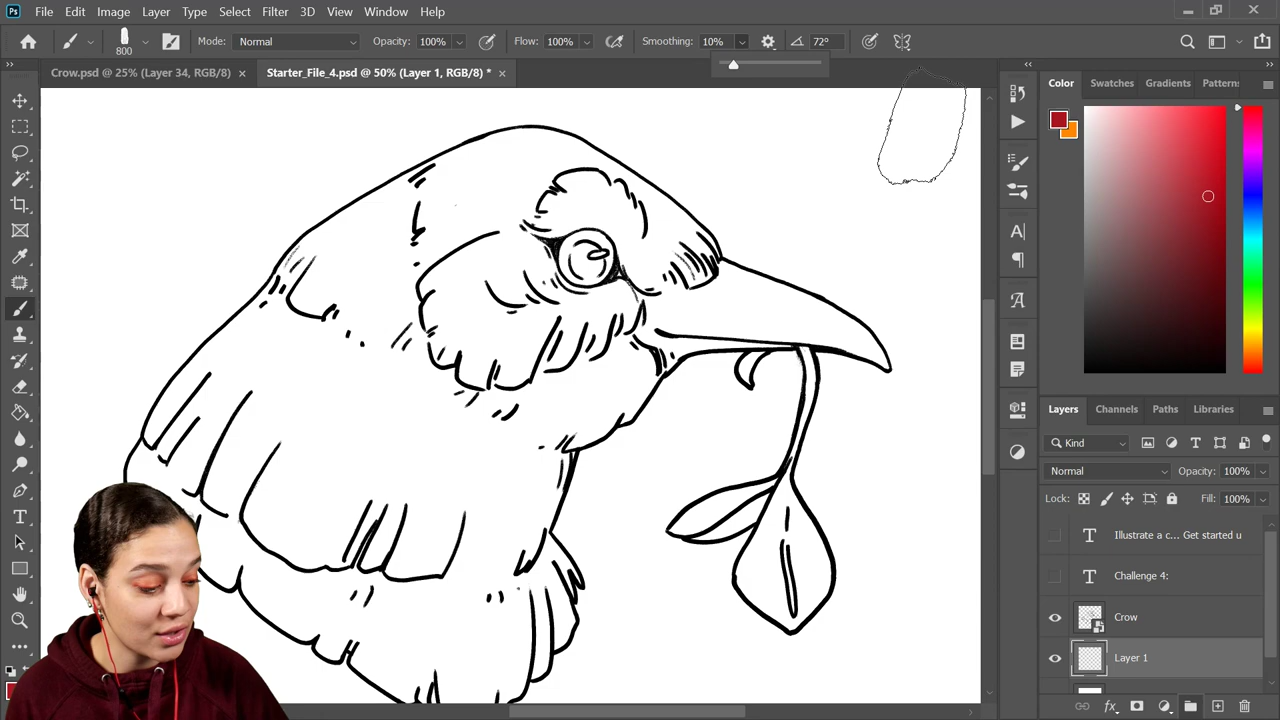 Ps File Edit Image Layer Type Select Filter 3D View Window Help
800 Mode: Normal Opacity: 100% Flow: 100% Smoothing: 10% 72°
Crow.psd @ 25% (Layer 34, RGB/8) × Starter_File_4.psd @ 50% (Layer 1, RGB/8) * ×
Color Swatches Gradients Patterns
Layers Channels Paths Libraries
Kind
Normal Opacity: 100%
Lock: Fill: 100%
T Illustrate a c... Get started u
T Challenge 4:
Crow
Layer 1
fx